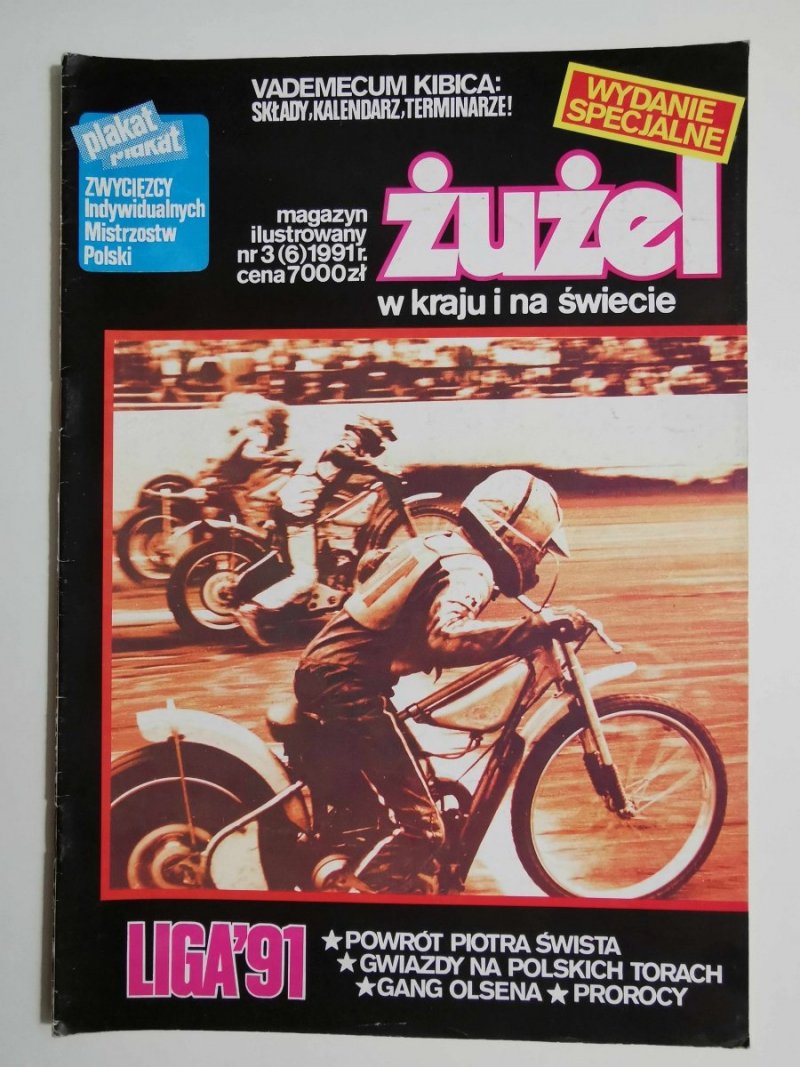 VADEMECUM KIBICA:
SKŁADY, KALENDARZ, TERMINARZE!
WYDANIE
SPECJALNE
plakat
plakat
ZWYCIĘZCY
Indywidualnych
Mistrzostw
Polski
magazyn
ilustrowany
nr 3 (6) 1991 r.
cena 7000 zł
żużel
w kraju i na świecie
LIGA'91
★ POWRÓT PIOTRA ŚWISTA
★ GWIAZDY NA POLSKICH TORACH
★ GANG OLSENA ★ PROROCY